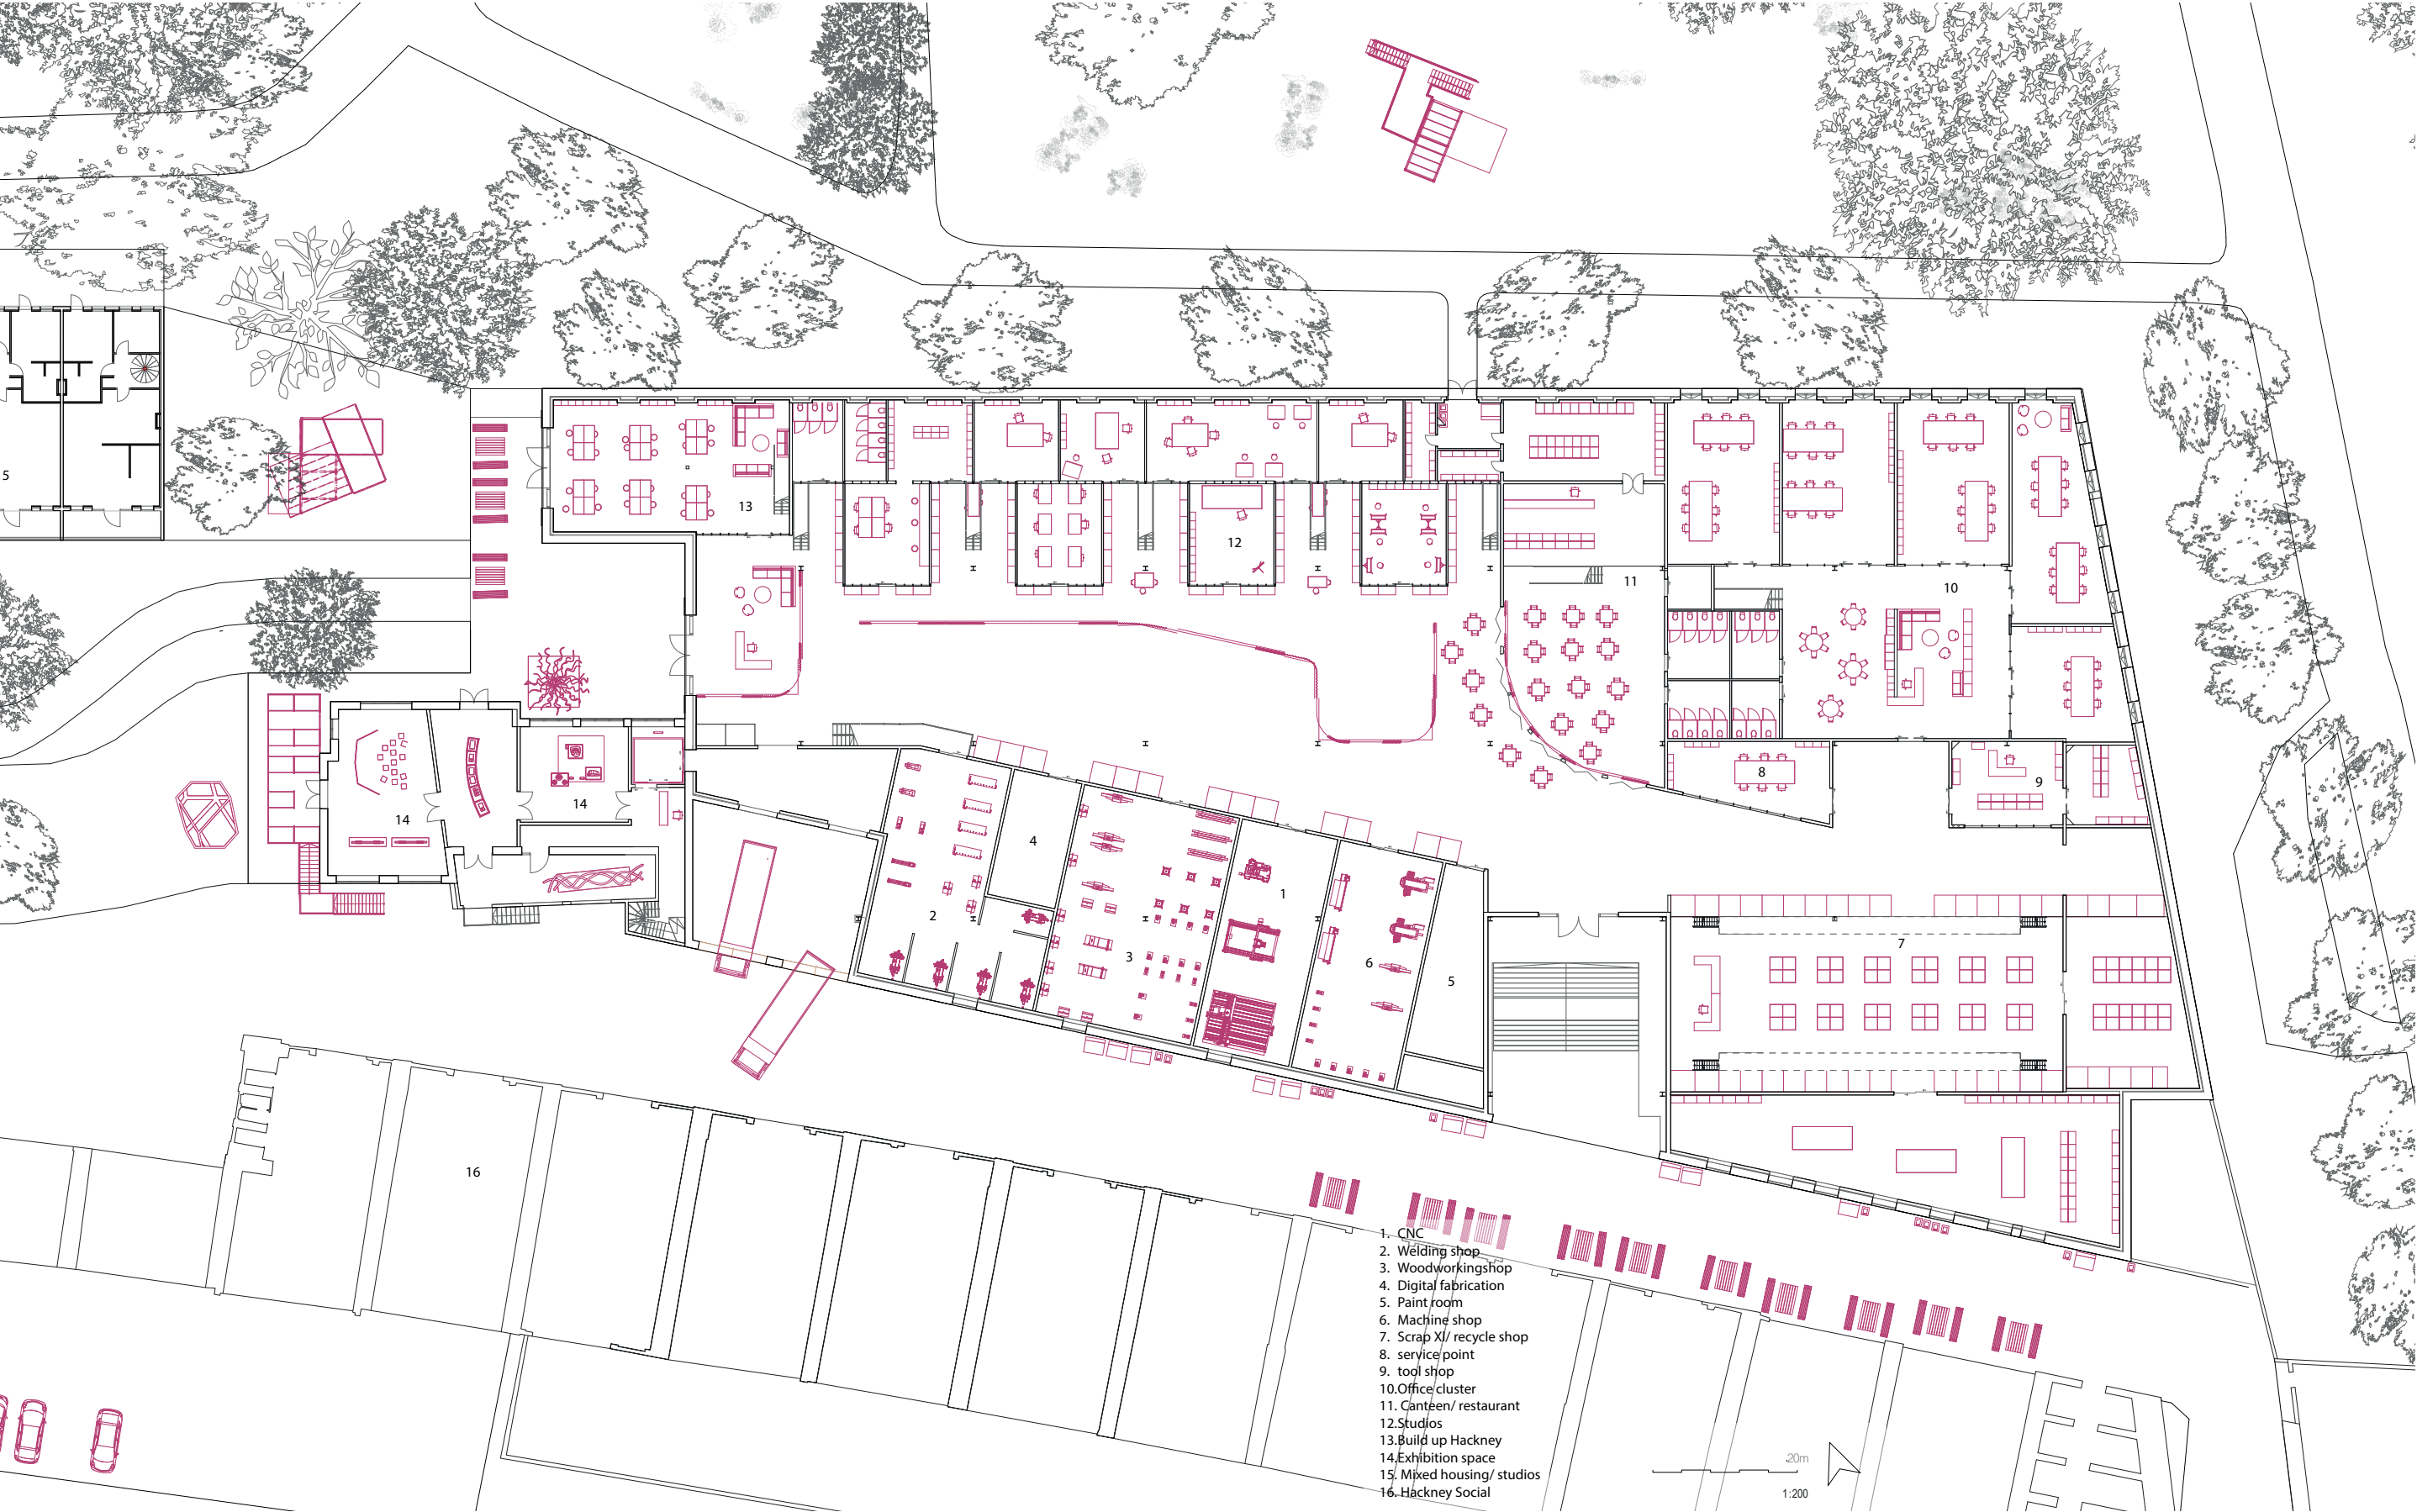 5
13
12
11
10
14
14
8
9
4
1
2
3
6
5
7
16
1. CNC
2. Welding shop
3. Woodworkingshop
4. Digital fabrication
5. Paint room
6. Machine shop
7. Scrap XI/ recycle shop
8. service point
9. tool shop
10.Office cluster
11. Canteen/ restaurant
12.Studios
13.Build up Hackney
14.Exhibition space
15. Mixed housing/ studios
16. Hackney Social
20m
1:200